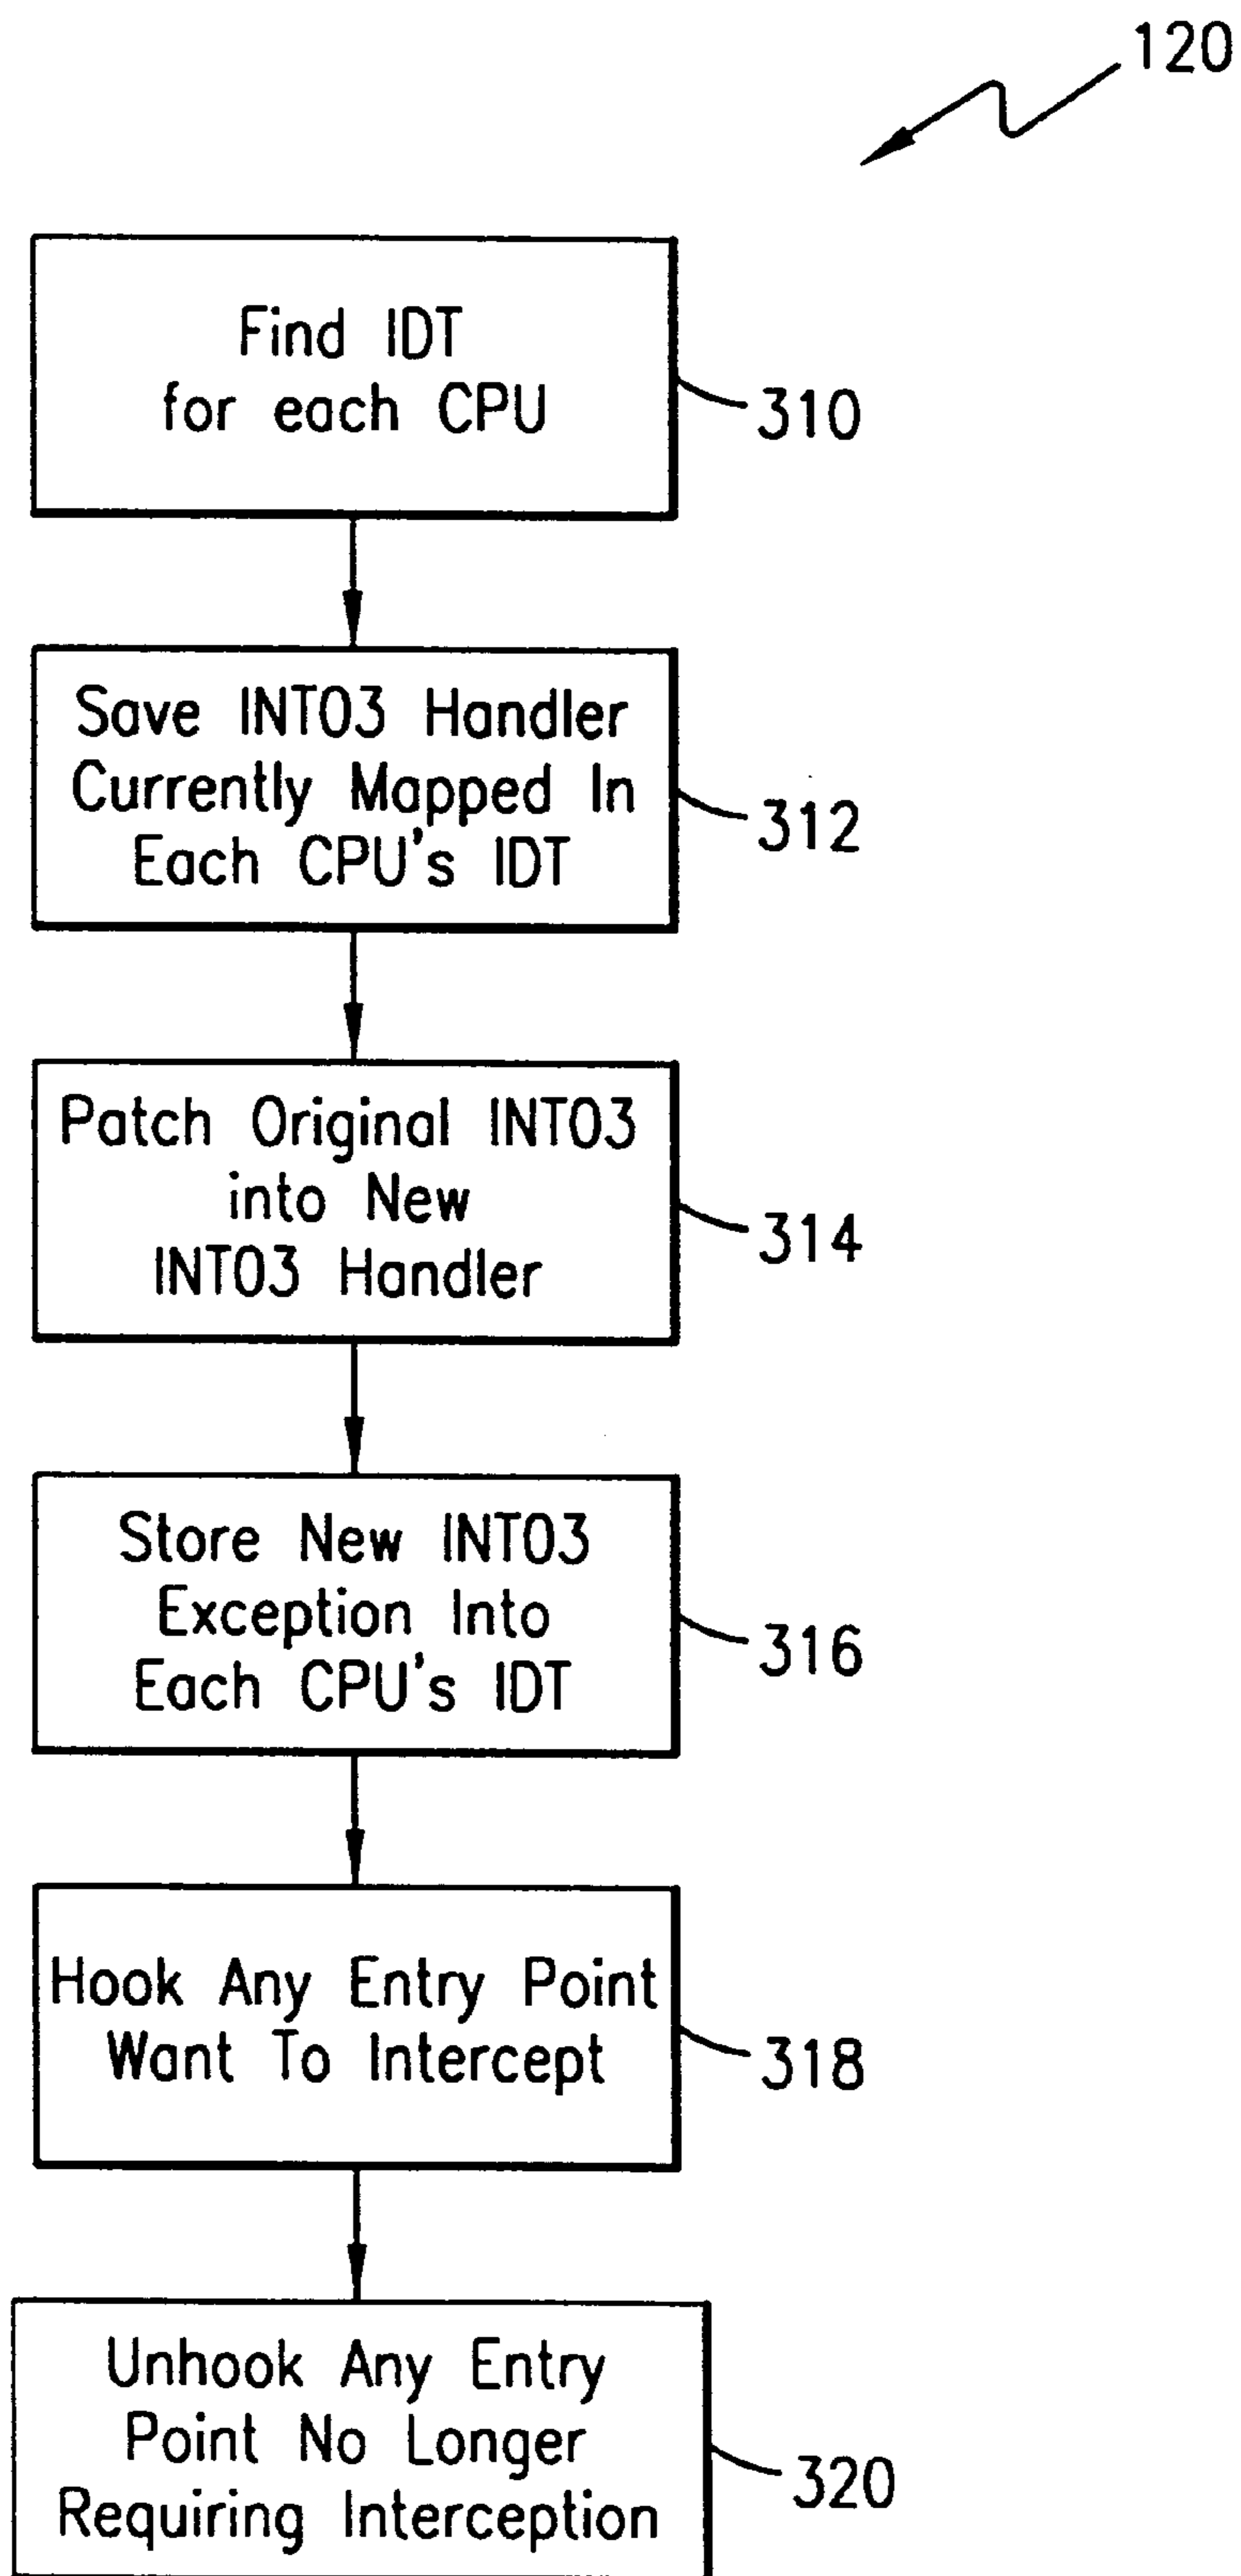 120
Find IDT
for each CPU
310
Save INT03 Handler
Currently Mapped In
Each CPU's IDT
312
Patch Original INT03
into New
INT03 Handler
314
Store New INT03
Exception Into
Each CPU's IDT
316
Hook Any Entry Point
Want To Intercept
318
Unhook Any Entry
Point No Longer
Requiring Interception
320